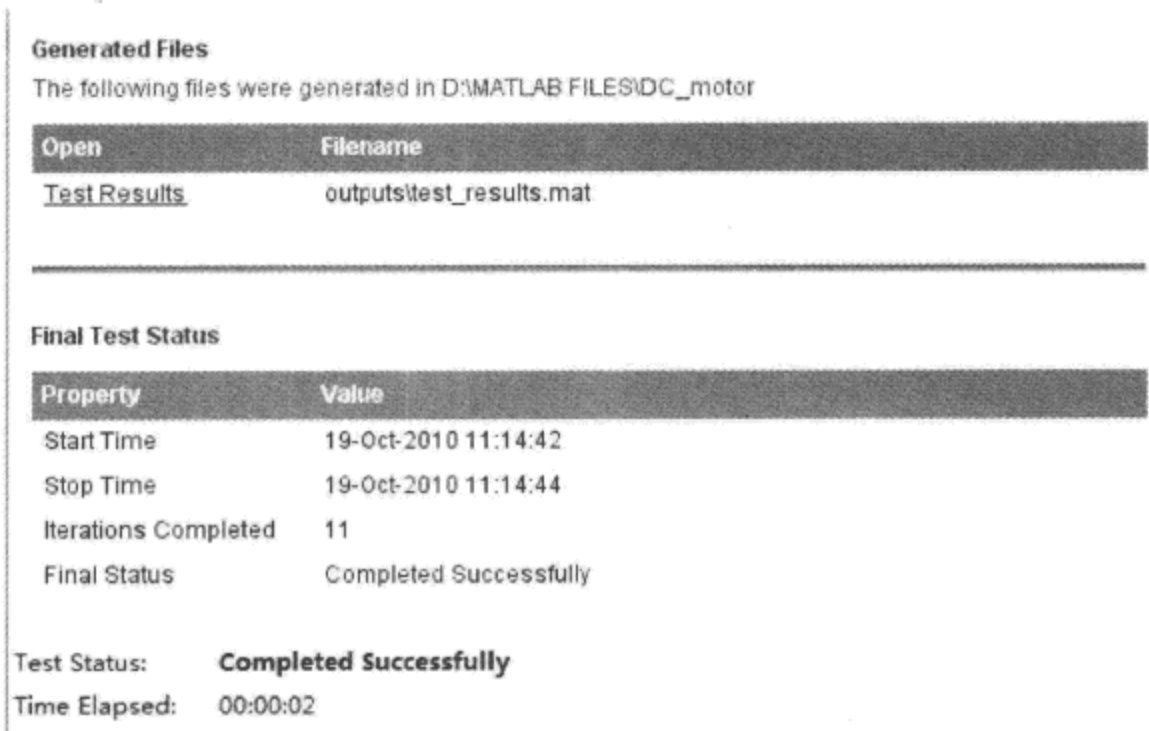 Generated Files
The following files were generated in D:\MATLAB FILES\DC_motor
Open Filename
Test Results outputs\test_results.mat
Final Test Status
Property Value
Start Time 19-Oct-2010 11:14:42
Stop Time 19-Oct-2010 11:14:44
Iterations Completed 11
Final Status Completed Successfully
Test Status: Completed Successfully
Time Elapsed: 00:00:02